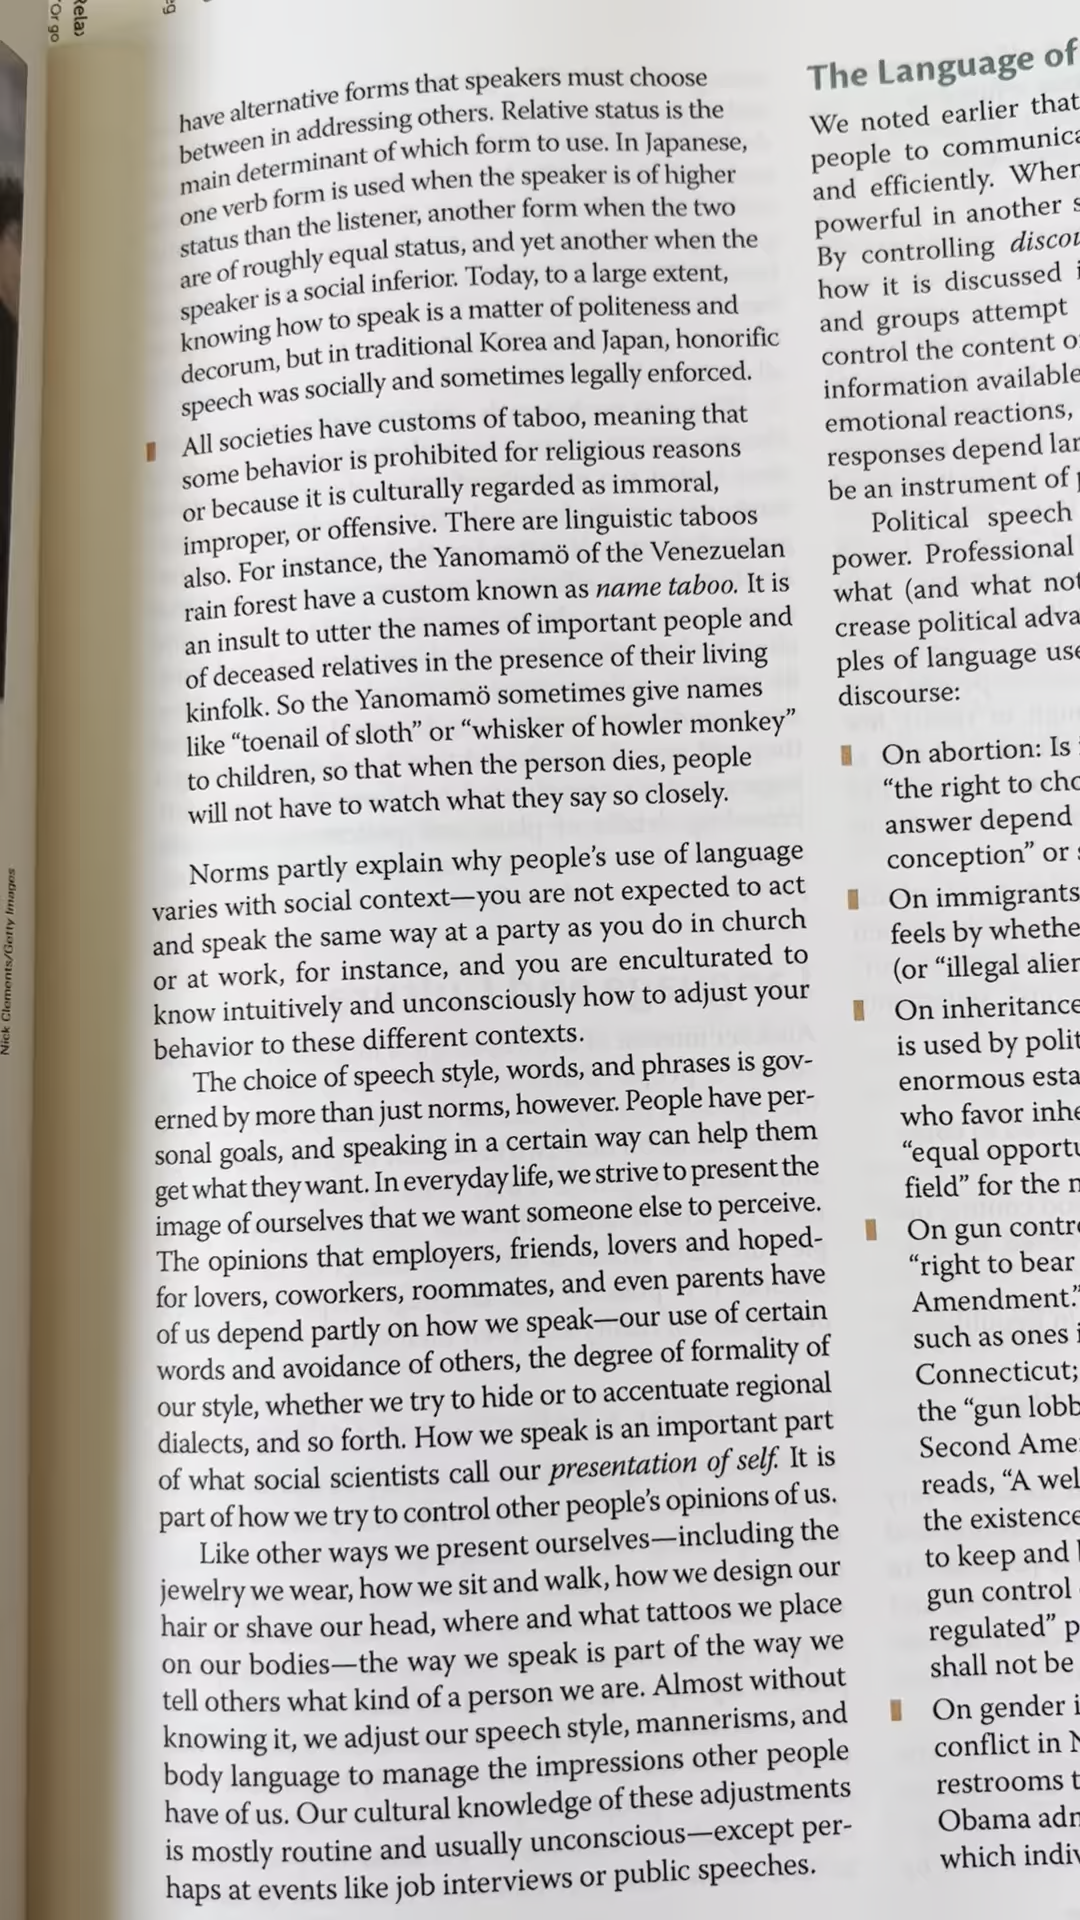 Rela
Or go
eg
Nick Clements/Getty Images
have alternative forms that speakers must choose
between in addressing others. Relative status is the
main determinant of which form to use. In Japanese,
one verb form is used when the speaker is of higher
status than the listener, another form when the two
are of roughly equal status, and yet another when the
speaker is a social inferior. Today, to a large extent,
knowing how to speak is a matter of politeness and
decorum, but in traditional Korea and Japan, honorific
speech was socially and sometimes legally enforced.
All societies have customs of taboo, meaning that
some behavior is prohibited for religious reasons
or because it is culturally regarded as immoral,
improper, or offensive. There are linguistic taboos
also. For instance, the Yanomamö of the Venezuelan
rain forest have a custom known as name taboo. It is
an insult to utter the names of important people and
of deceased relatives in the presence of their living
kinfolk. So the Yanomamö sometimes give names
like “toenail of sloth” or “whisker of howler monkey”
to children, so that when the person dies, people
will not have to watch what they say so closely.
Norms partly explain why people’s use of language
varies with social context—you are not expected to act
and speak the same way at a party as you do in church
or at work, for instance, and you are enculturated to
know intuitively and unconsciously how to adjust your
behavior to these different contexts.
The choice of speech style, words, and phrases is gov-
erned by more than just norms, however. People have per-
sonal goals, and speaking in a certain way can help them
get what they want. In everyday life, we strive to present the
image of ourselves that we want someone else to perceive.
The opinions that employers, friends, lovers and hoped-
for lovers, coworkers, roommates, and even parents have
of us depend partly on how we speak—our use of certain
words and avoidance of others, the degree of formality of
our style, whether we try to hide or to accentuate regional
dialects, and so forth. How we speak is an important part
of what social scientists call our presentation of self. It is
part of how we try to control other people’s opinions of us.
Like other ways we present ourselves—including the
jewelry we wear, how we sit and walk, how we design our
hair or shave our head, where and what tattoos we place
on our bodies—the way we speak is part of the way we
tell others what kind of a person we are. Almost without
knowing it, we adjust our speech style, mannerisms, and
body language to manage the impressions other people
have of us. Our cultural knowledge of these adjustments
is mostly routine and usually unconscious—except per-
haps at events like job interviews or public speeches.
The Language of
We noted earlier that
people to communica
and efficiently. When
powerful in another s
By controlling discou
how it is discussed i
and groups attempt
control the content o
information available
emotional reactions,
responses depend lar
be an instrument of p
Political speech
power. Professional
what (and what not
crease political adva
ples of language use
discourse:
On abortion: Is
“the right to cho
answer depend
conception” or s
On immigrants
feels by whethe
(or “illegal alien
On inheritance
is used by polit
enormous esta
who favor inhe
“equal opportu
field” for the n
On gun contro
“right to bear
Amendment.”
such as ones i
Connecticut;
the “gun lobb
Second Ame
reads, “A wel
the existence
to keep and
gun control
regulated” p
shall not be
On gender i
conflict in N
restrooms t
Obama adm
which indiv